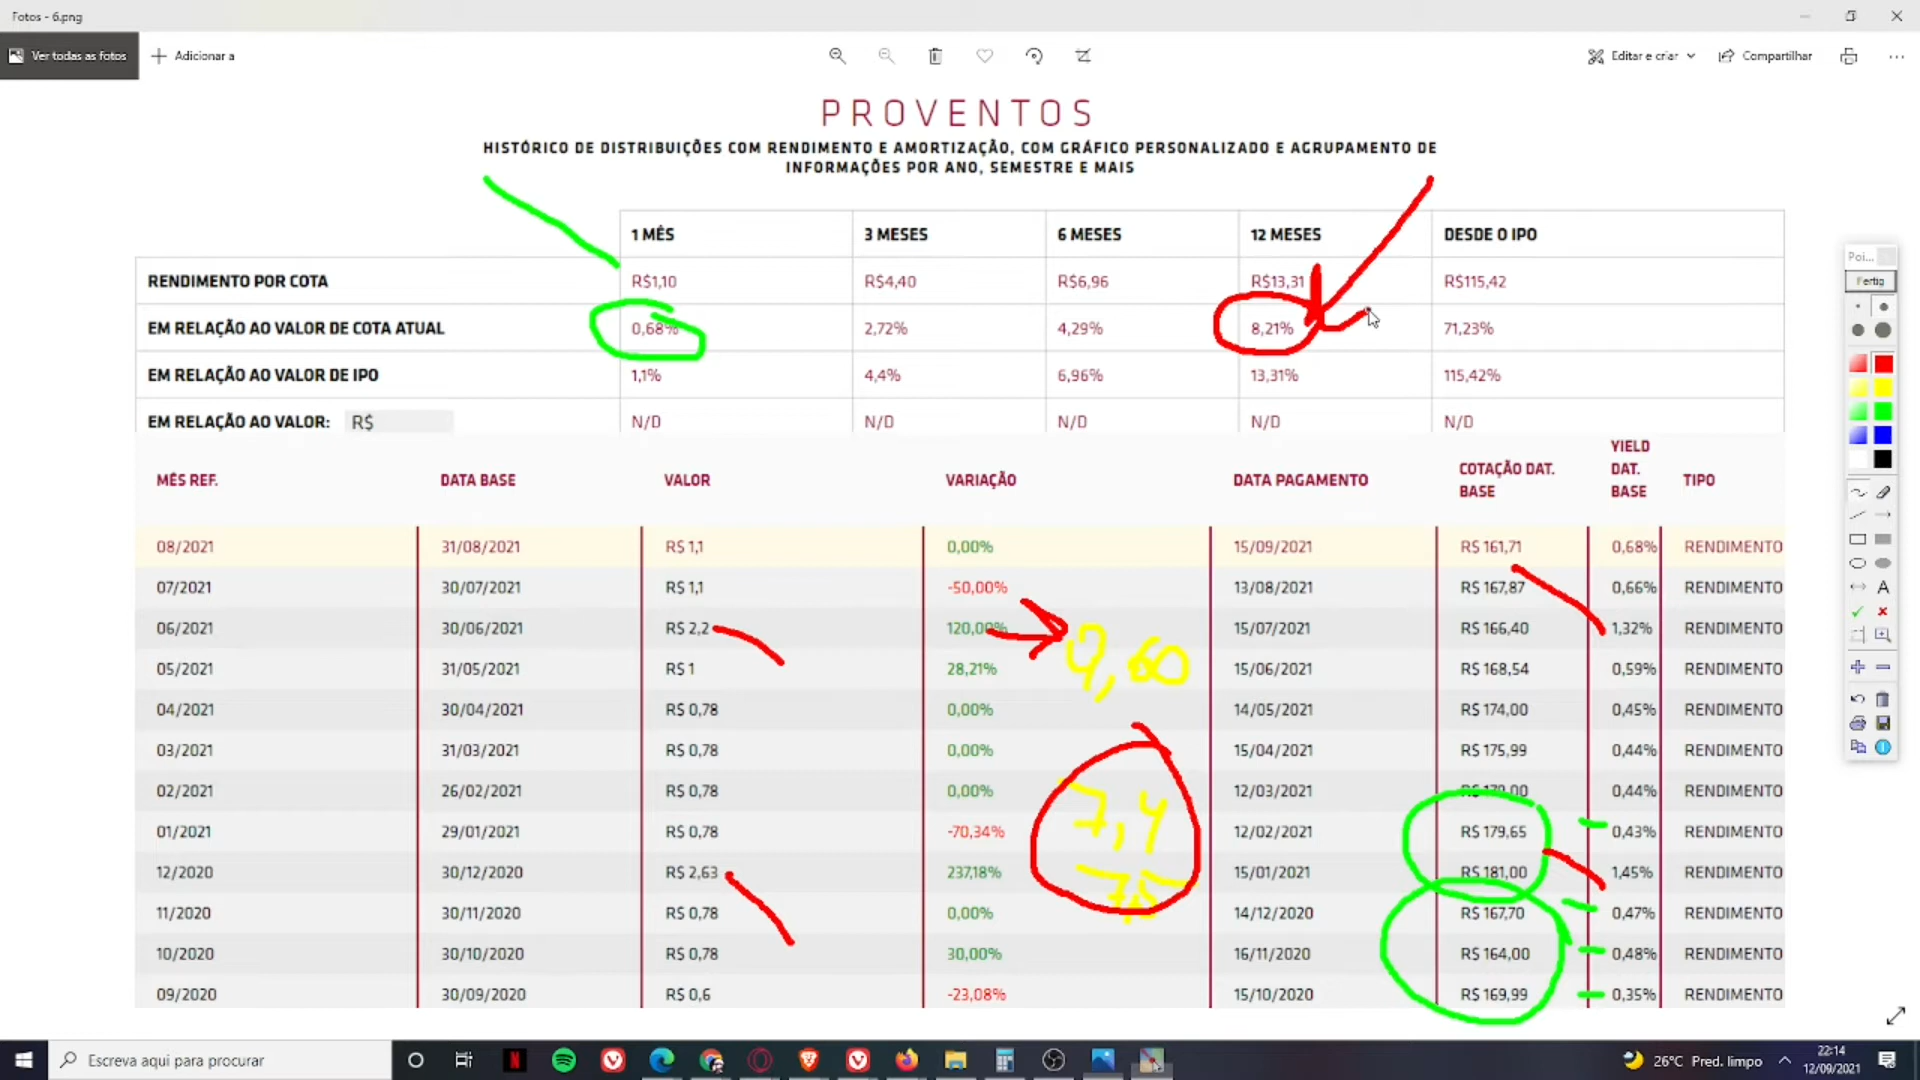 Fotos - 6.png
Ver todas as fotos
Adicionar a
Editar e criar
Compartilhar
PROVENTOS
HISTÓRICO DE DISTRIBUIÇÕES COM RENDIMENTO E AMORTIZAÇÃO, COM GRÁFICO PERSONALIZADO E AGRUPAMENTO DE
INFORMAÇÕES POR ANO, SEMESTRE E MAIS
1 MÊS 3 MESES 6 MESES 12 MESES DESDE O IPO
RENDIMENTO POR COTA R$1,10 R$4,40 R$6,96 R$13,31 R$115,42
EM RELAÇÃO AO VALOR DE COTA ATUAL 0,68% 2,72% 4,29% 8,21% 71,23%
EM RELAÇÃO AO VALOR DE IPO 1,1% 4,4% 6,96% 13,31% 115,42%
EM RELAÇÃO AO VALOR: R$ N/D N/D N/D N/D N/D
MÊS REF. DATA BASE VALOR VARIAÇÃO DATA PAGAMENTO COTAÇÃO DAT. BASE YIELD DAT. BASE TIPO
08/2021 31/08/2021 R$ 1,1 0,00% 15/09/2021 R$ 161,71 0,68% RENDIMENTO
07/2021 30/07/2021 R$ 1,1 -50,00% 13/08/2021 R$ 167,87 0,66% RENDIMENTO
06/2021 30/06/2021 R$ 2,2 120,00% 15/07/2021 R$ 166,40 1,32% RENDIMENTO
05/2021 31/05/2021 R$ 1 28,21% 15/06/2021 R$ 168,54 0,59% RENDIMENTO
04/2021 30/04/2021 R$ 0,78 0,00% 14/05/2021 R$ 174,00 0,45% RENDIMENTO
03/2021 31/03/2021 R$ 0,78 0,00% 15/04/2021 R$ 175,99 0,44% RENDIMENTO
02/2021 26/02/2021 R$ 0,78 0,00% 12/03/2021 0,44% RENDIMENTO
01/2021 29/01/2021 R$ 0,78 -70,34% 12/02/2021 R$ 179,65 0,43% RENDIMENTO
12/2020 30/12/2020 R$ 2,63 237,18% 15/01/2021 R$ 181,00 1,45% RENDIMENTO
11/2020 30/11/2020 R$ 0,78 0,00% 14/12/2020 R$ 167,70 0,47% RENDIMENTO
10/2020 30/10/2020 R$ 0,78 30,00% 16/11/2020 R$ 164,00 0,48% RENDIMENTO
09/2020 30/09/2020 R$ 0,6 -23,08% 15/10/2020 R$ 169,99 0,35% RENDIMENTO
7,4
7,5
Poi...
Fertig
A
Escreva aqui para procurar
26°C Pred. limpo
22:14
12/09/2021